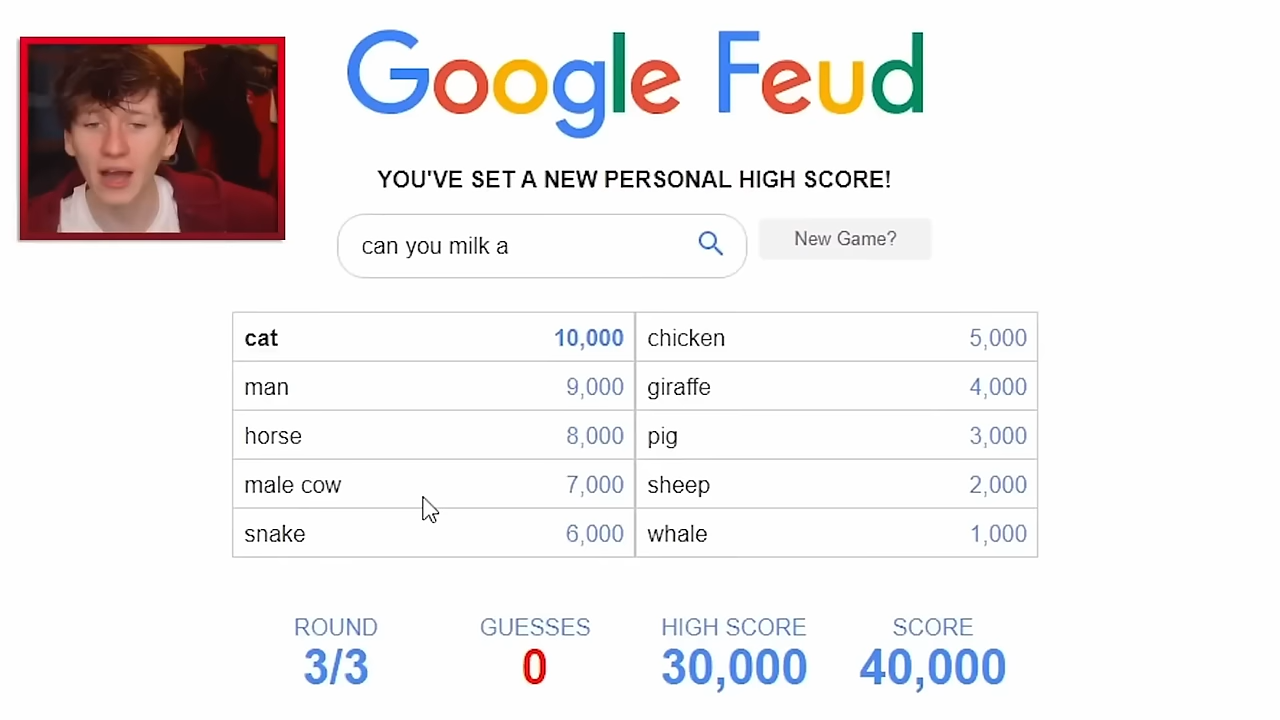 Google Feud
YOU'VE SET A NEW PERSONAL HIGH SCORE!
can you milk a
New Game?
cat 10,000
man 9,000
horse 8,000
male cow 7,000
snake 6,000
chicken 5,000
giraffe 4,000
pig 3,000
sheep 2,000
whale 1,000
ROUND GUESSES HIGH SCORE SCORE
3/3 0 30,000 40,000